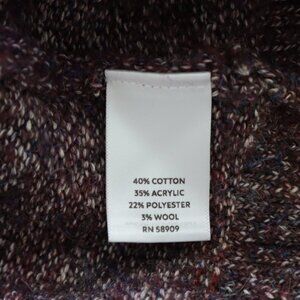 40% COTTON
35% ACRYLIC
22% POLYESTER
3% WOOL
RN 58909